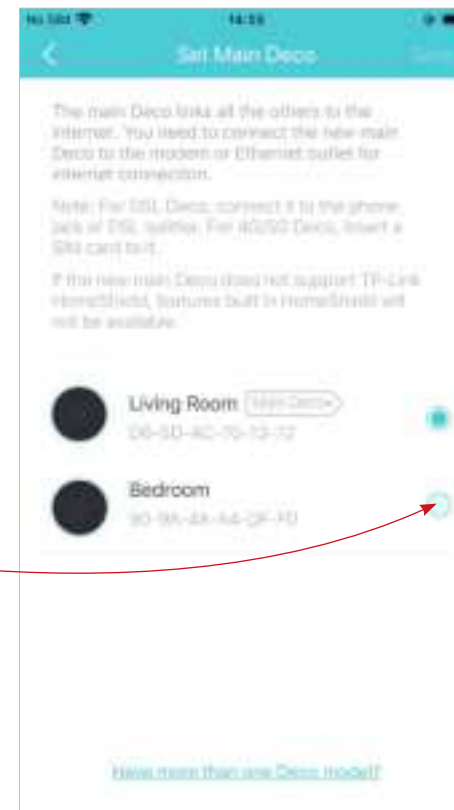 No SIM 14:55
Set Main Deco Save
The main Deco links all the others to the
internet. You need to connect the new main
Deco to the modem or Ethernet outlet for
internet connection.
Note: For DSL Deco, connect it to the phone
jack or DSL splitter. For 4G/5G Deco, insert a
SIM card to it.
If the new main Deco does not support TP-Link
HomeShield, features built in HomeShield will
not be available.
Living Room Main Deco
Bedroom
Have more than one Deco model?